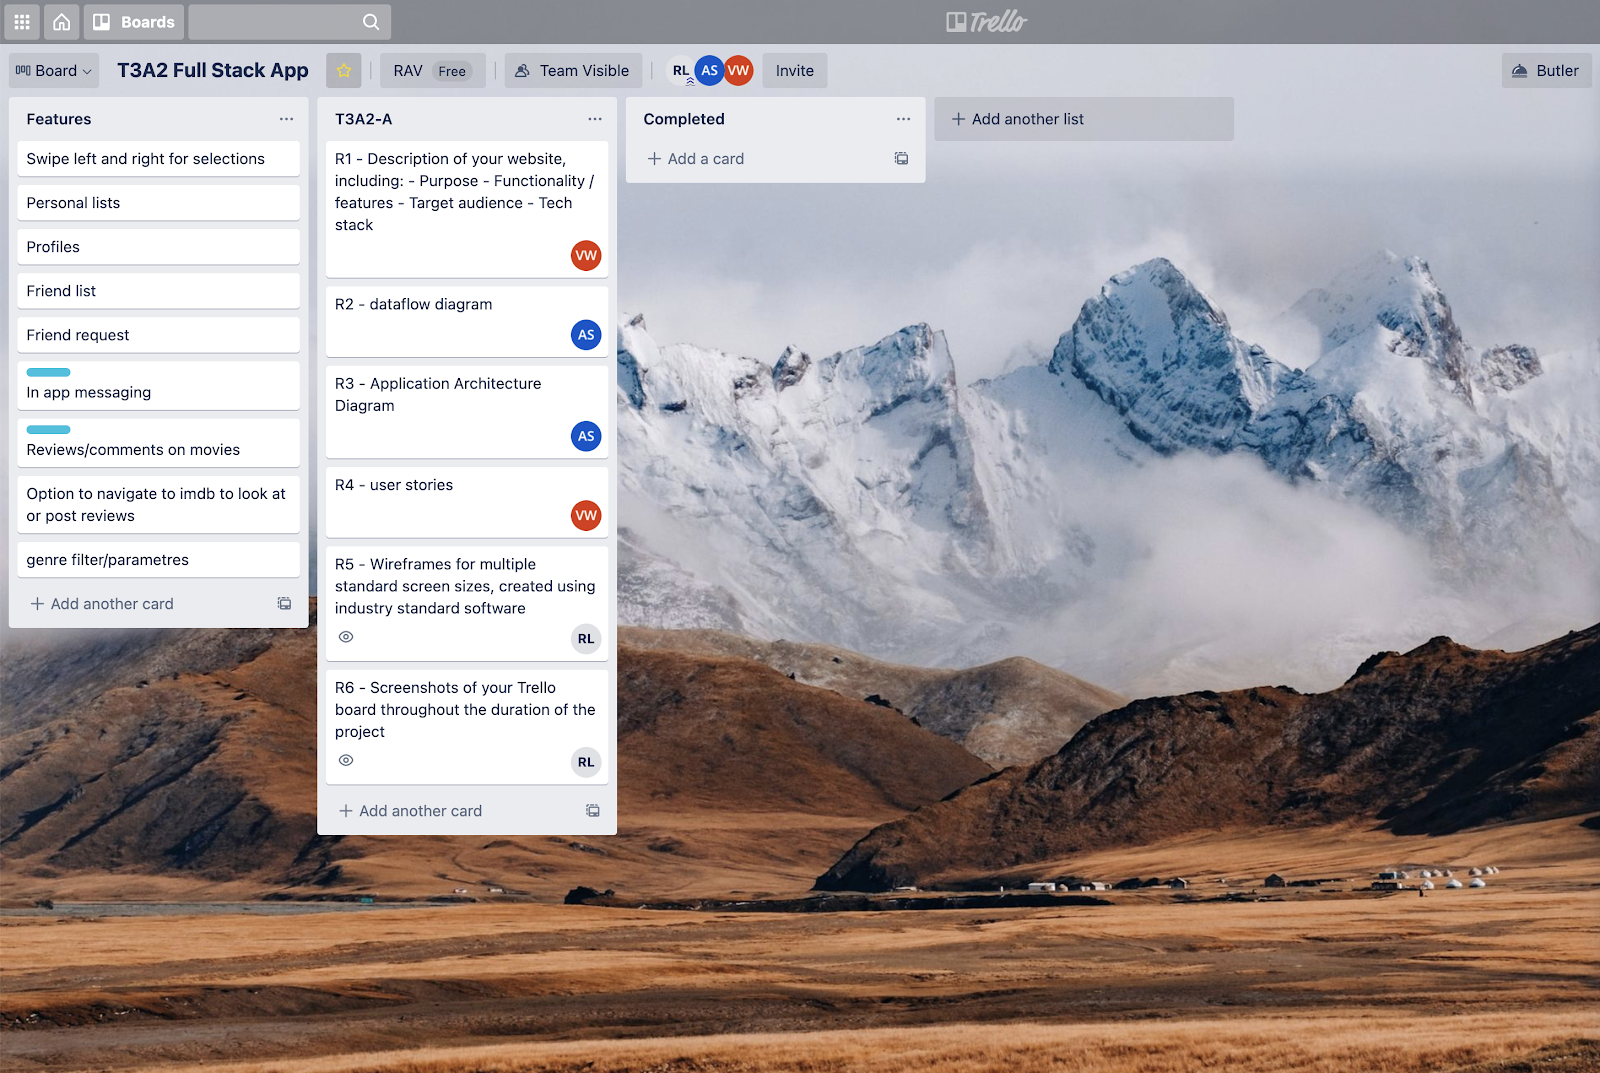 Boards
Trello
Board
T3A2 Full Stack App
RAV Free
Team Visible
RL AS VW
Invite
Butler
Features
Swipe left and right for selections
Personal lists
Profiles
Friend list
Friend request
In app messaging
Reviews/comments on movies
Option to navigate to imdb to look at
or post reviews
genre filter/parametres
Add another card
T3A2-A
R1 - Description of your website,
including: - Purpose - Functionality /
features - Target audience - Tech
stack
VW
R2 - dataflow diagram
AS
R3 - Application Architecture
Diagram
AS
R4 - user stories
VW
R5 - Wireframes for multiple
standard screen sizes, created using
industry standard software
RL
R6 - Screenshots of your Trello
board throughout the duration of the
project
RL
Add another card
Completed
Add a card
Add another list